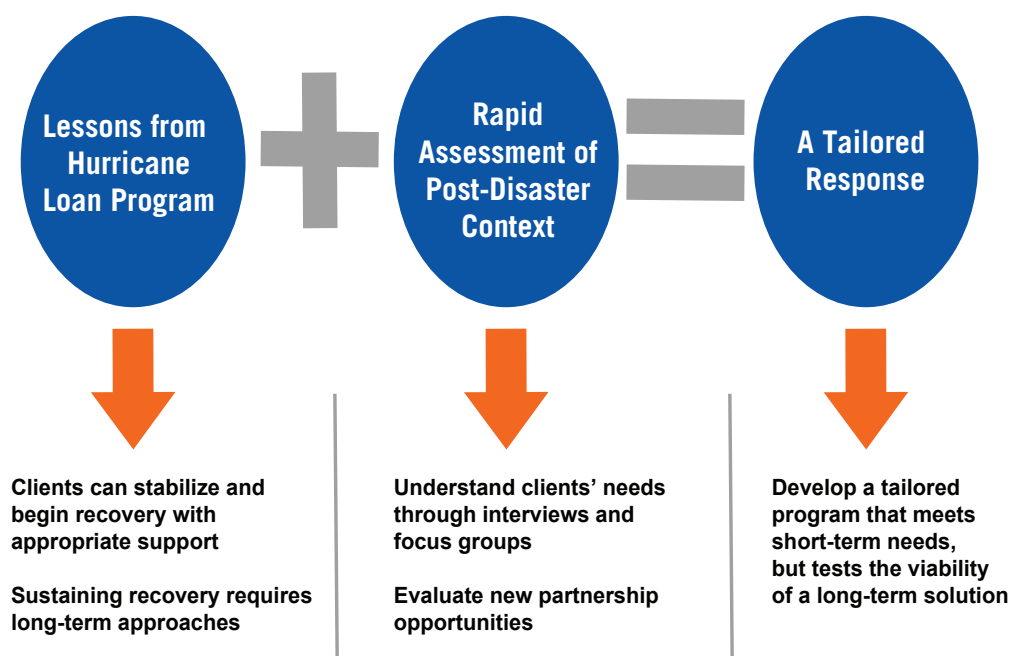 Lessons from
Hurricane
Loan Program
Rapid
Assessment of
Post-Disaster
Context
A Tailored
Response
Clients can stabilize and
begin recovery with
appropriate support
Sustaining recovery requires
long-term approaches
Understand clients’ needs
through interviews and
focus groups
Evaluate new partnership
opportunities
Develop a tailored
program that meets
short-term needs,
but tests the viability
of a long-term solution